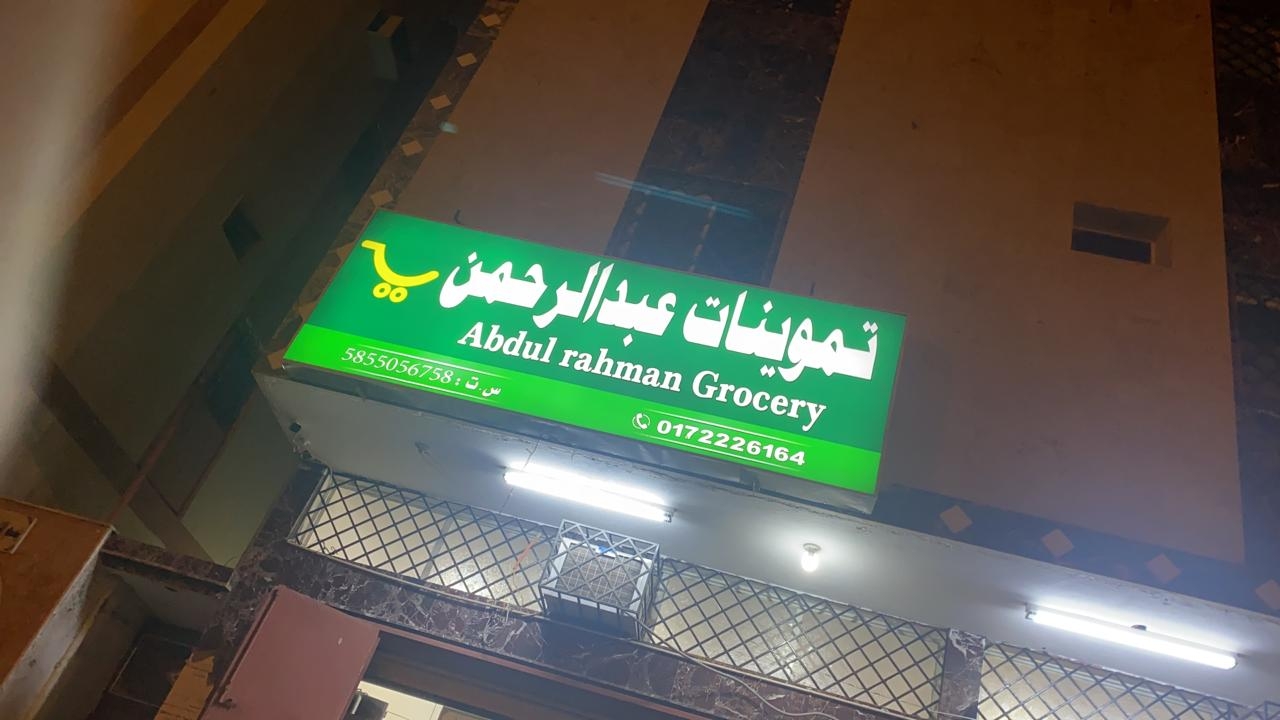 تموينات عبدالرحمن
Abdul rahman Grocery
س.ت : 5855056758
0172226164